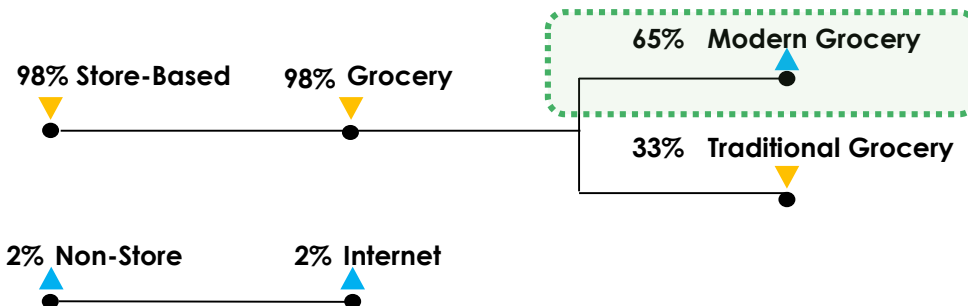 65% Modern Grocery
98% Store-Based
98% Grocery
33% Traditional Grocery
2% Non-Store
2% Internet